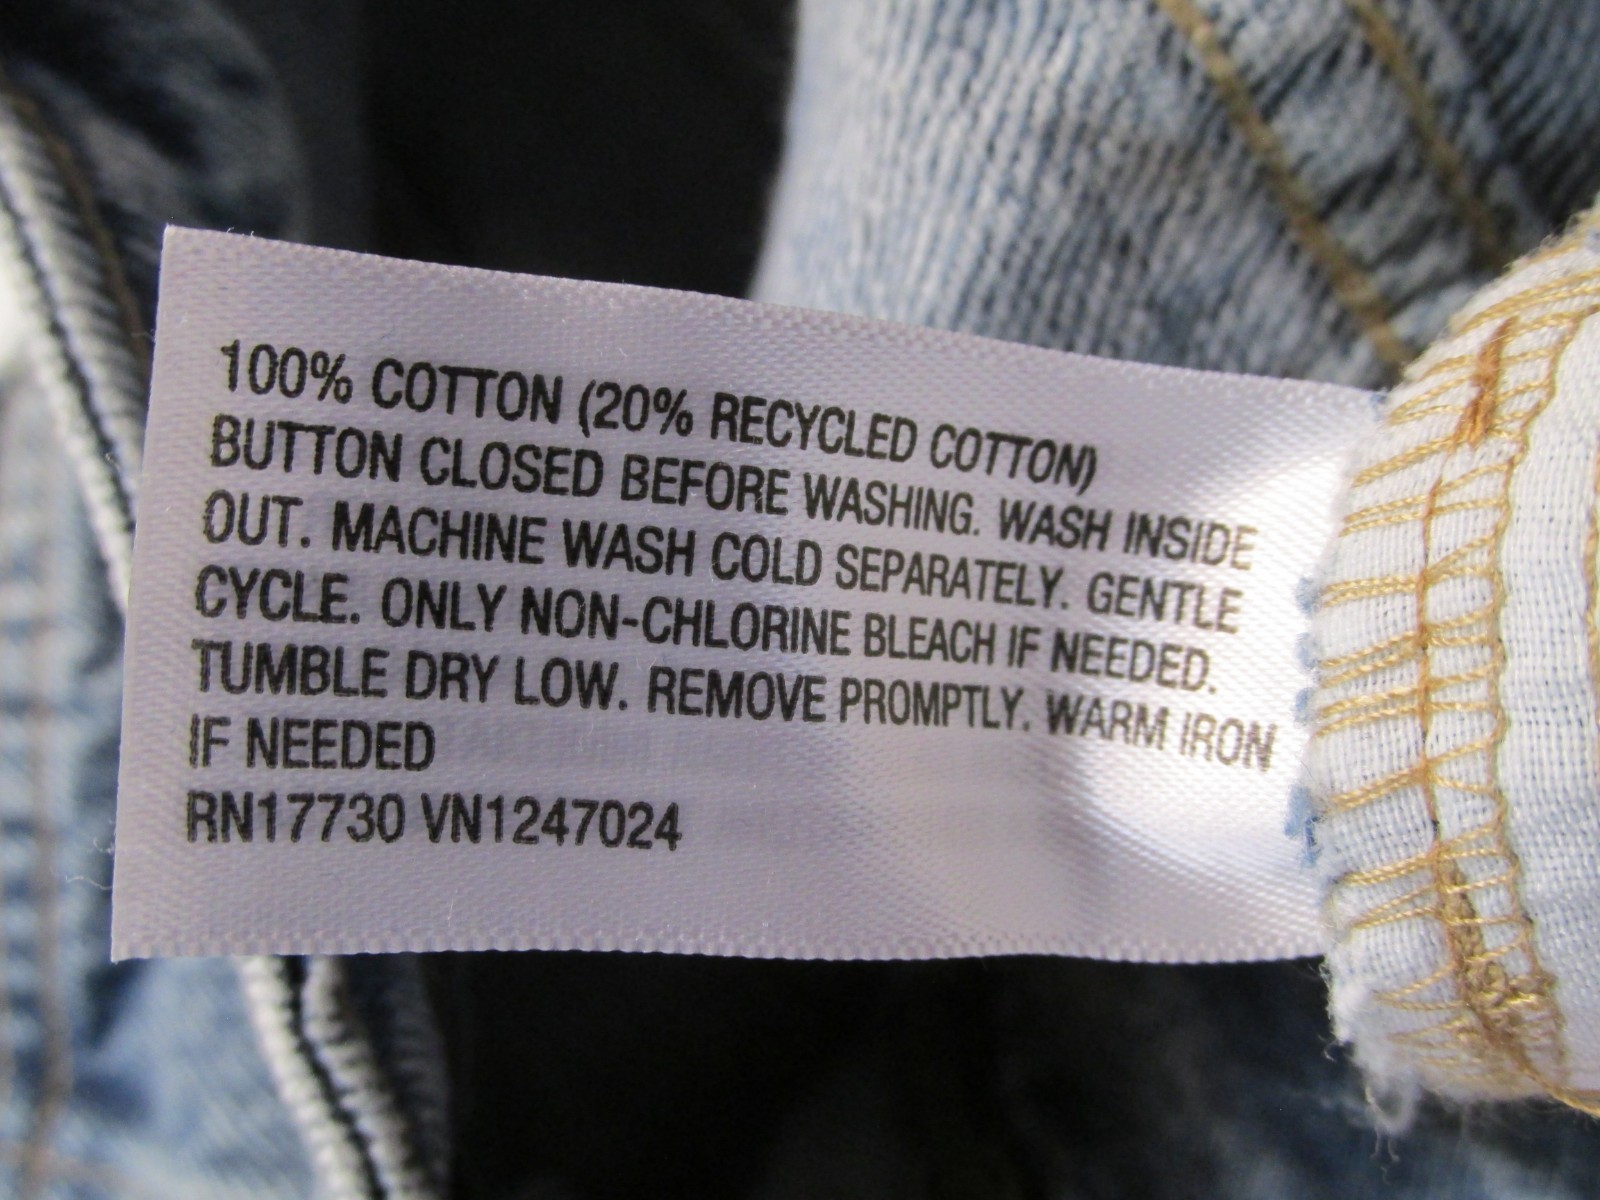 100% COTTON (20% RECYCLED COTTON)
BUTTON CLOSED BEFORE WASHING. WASH INSIDE
OUT. MACHINE WASH COLD SEPARATELY. GENTLE
CYCLE. ONLY NON-CHLORINE BLEACH IF NEEDED.
TUMBLE DRY LOW. REMOVE PROMPTLY. WARM IRON
IF NEEDED
RN17730 VN1247024